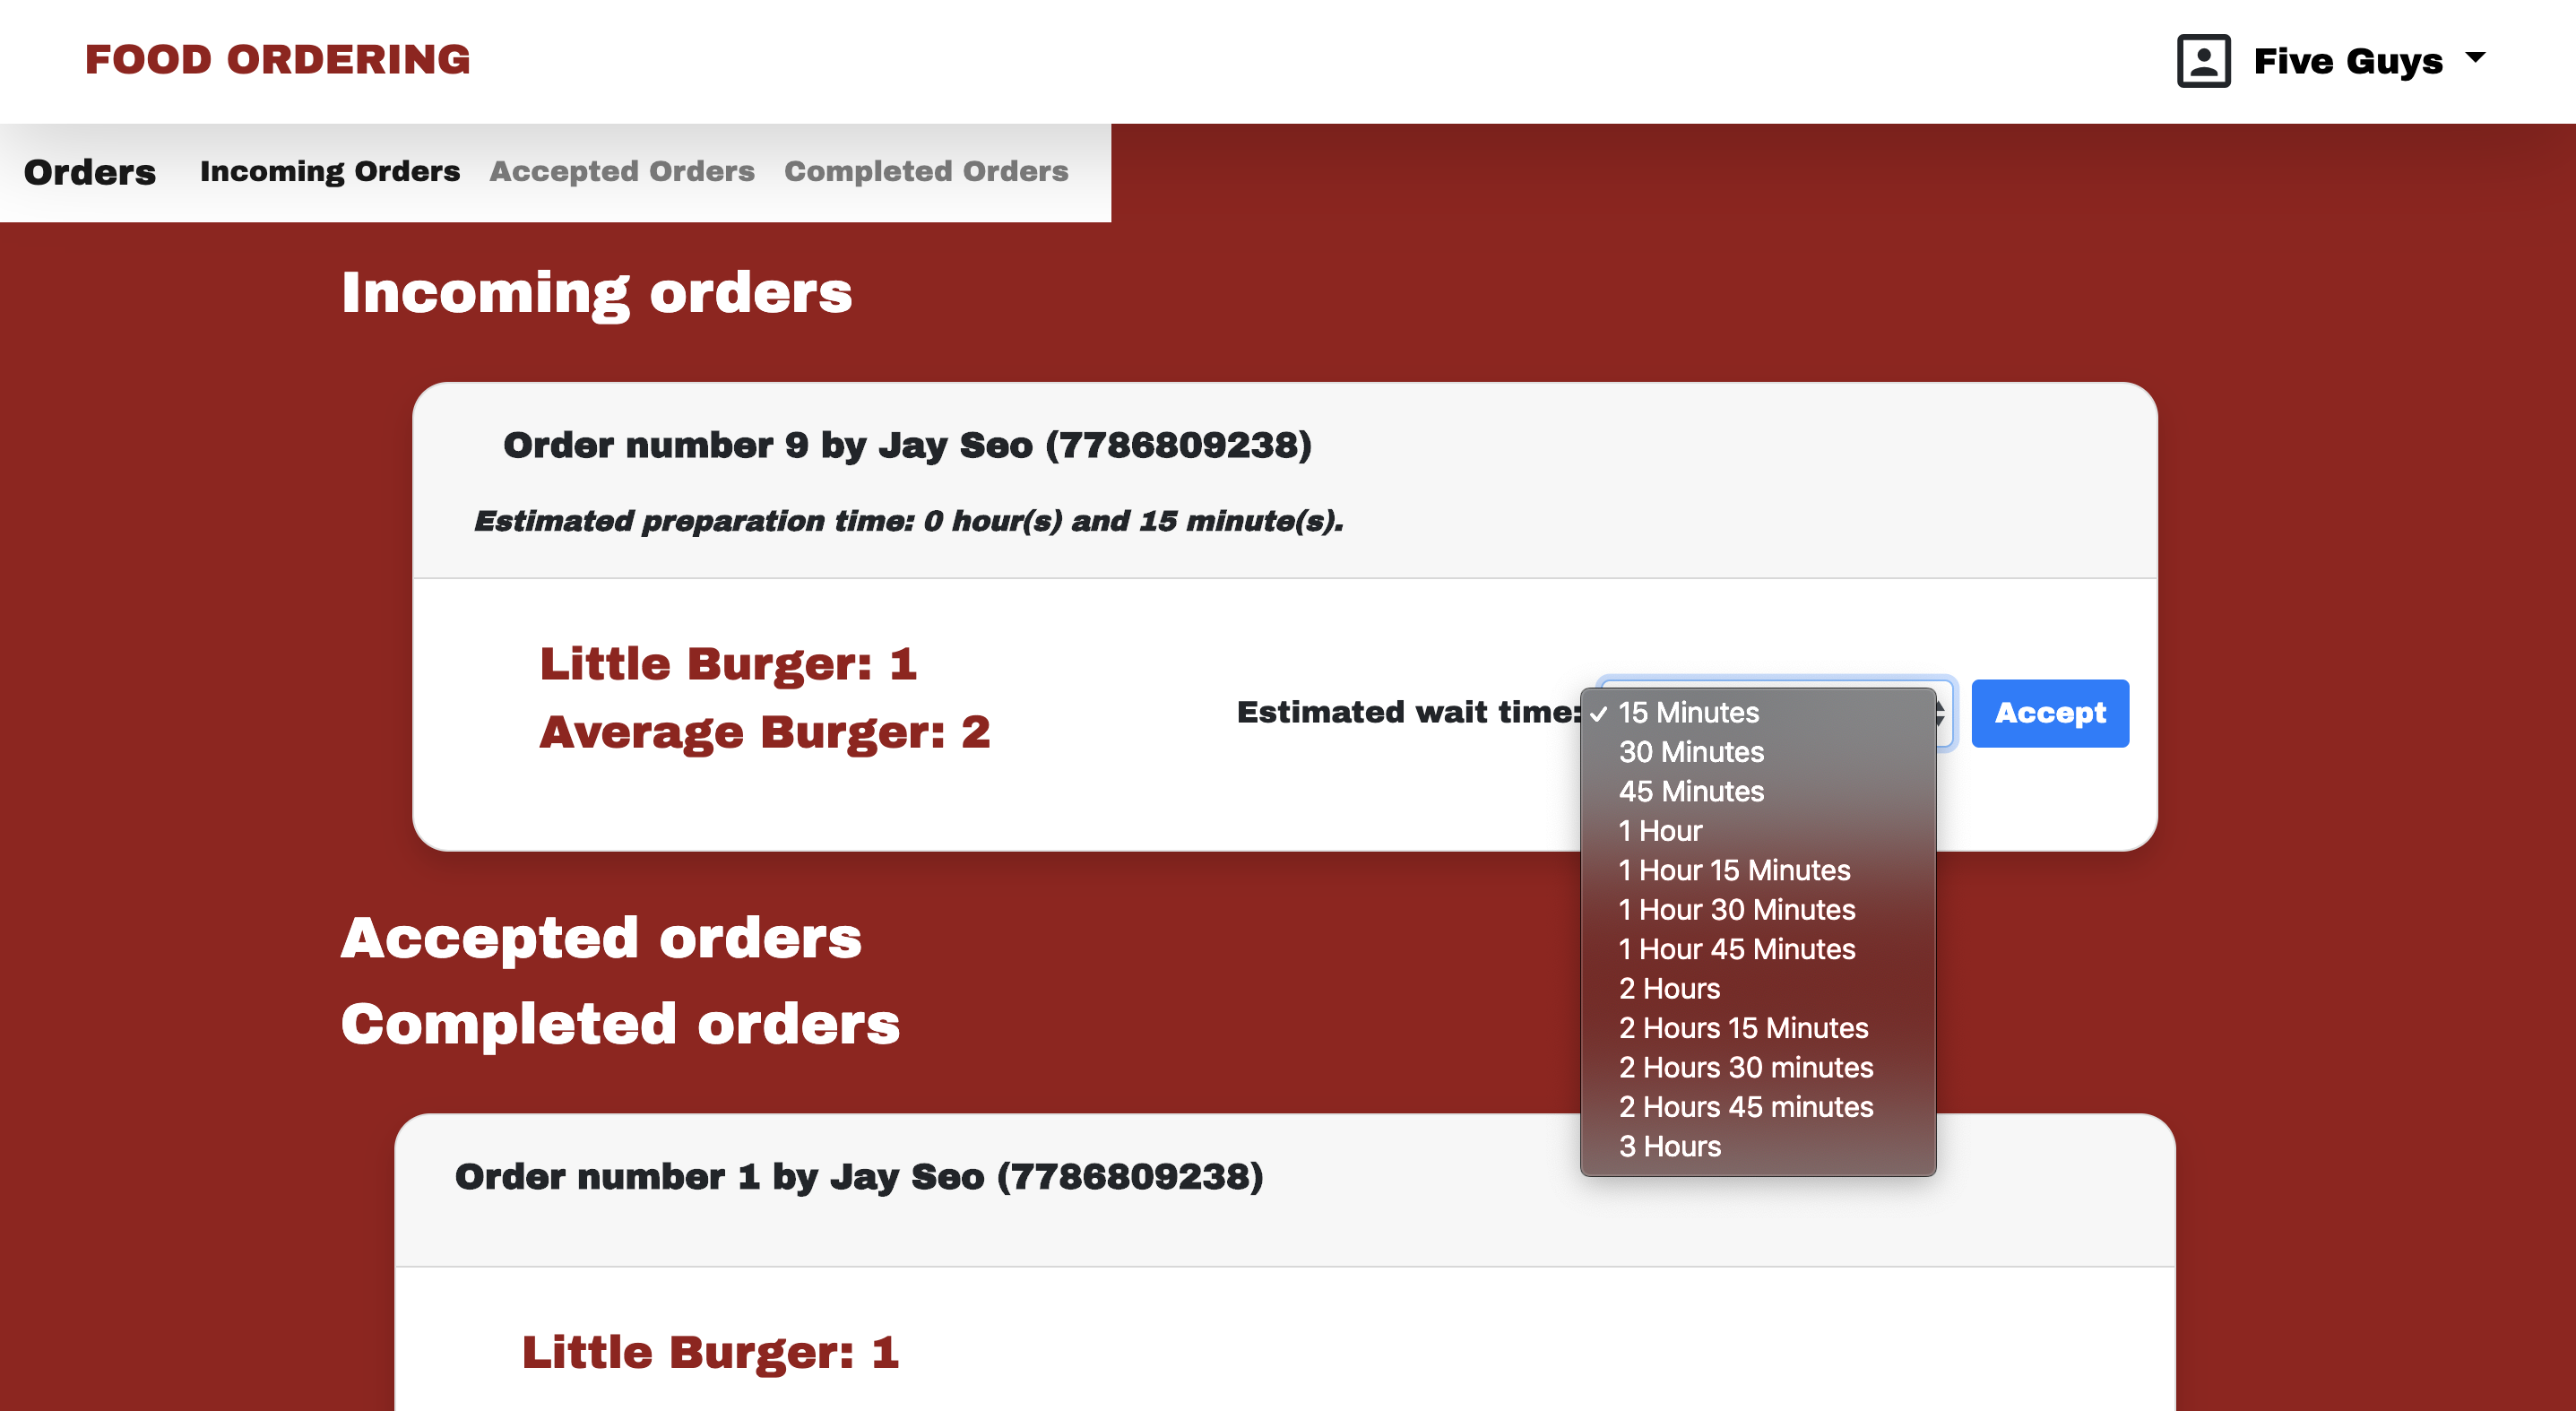 FOOD ORDERING
Five Guys
Orders Incoming Orders Accepted Orders Completed Orders
Incoming orders
Order number 9 by Jay Seo (7786809238)
Estimated preparation time: 0 hour(s) and 15 minute(s).
Little Burger: 1
Average Burger: 2
Estimated wait time:
15 Minutes
30 Minutes
45 Minutes
1 Hour
1 Hour 15 Minutes
1 Hour 30 Minutes
1 Hour 45 Minutes
2 Hours
2 Hours 15 Minutes
2 Hours 30 minutes
2 Hours 45 minutes
3 Hours
Accept
Accepted orders
Completed orders
Order number 1 by Jay Seo (7786809238)
Little Burger: 1